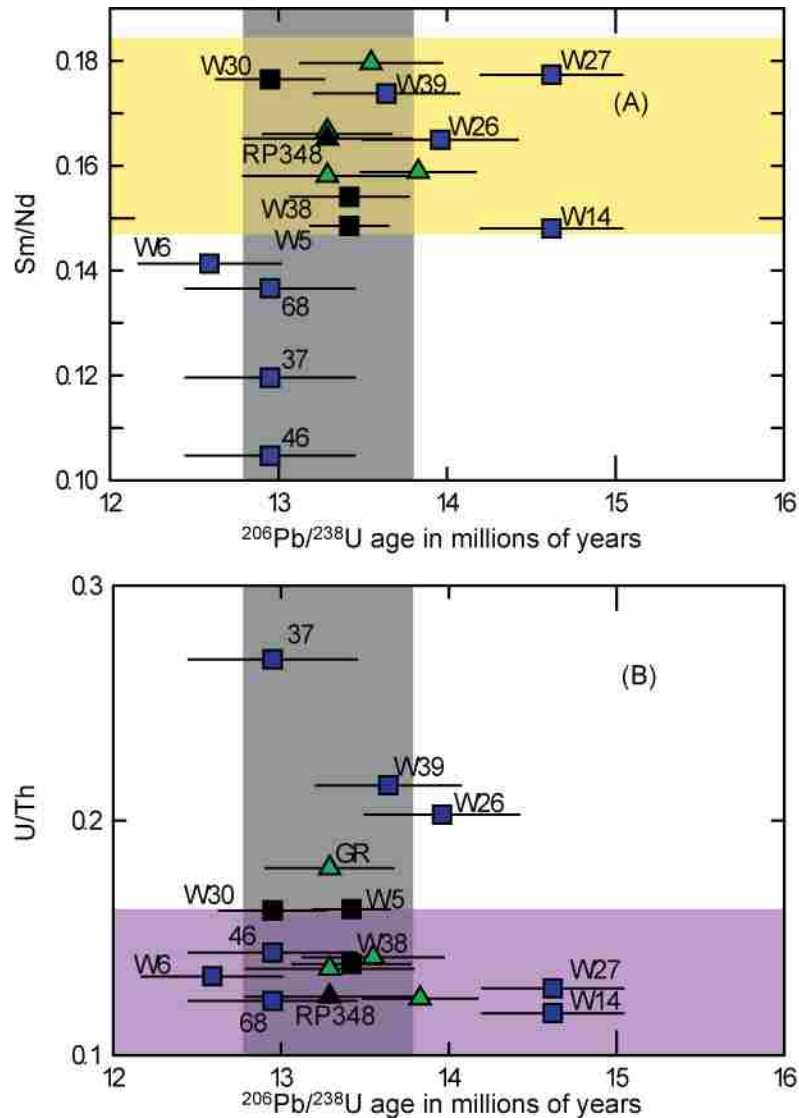 0.18
W30
W27
W39
(A)
W26
RP348
0.16
W38
W14
W5
W6
0.14
68
37
0.12
46
0.10
12
13
14
15
16
Sm/Nd
206Pb/238U age in millions of years
0.3
37
(B)
W39
W26
0.2
GR
W30
W5
46
W38
W6
W27
W14
RP348
68
0.1
12
13
14
15
16
U/Th
206Pb/238U age in millions of years